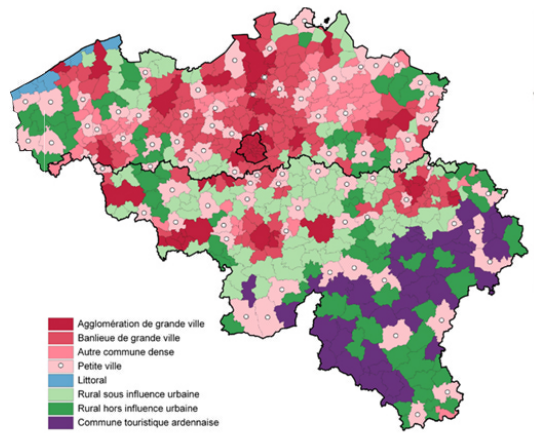 Agglomération de grande ville
Banlieue de grande ville
Autre commune dense
Petite ville
Littoral
Rural sous influence urbaine
Rural hors influence urbaine
Commune touristique ardennaise